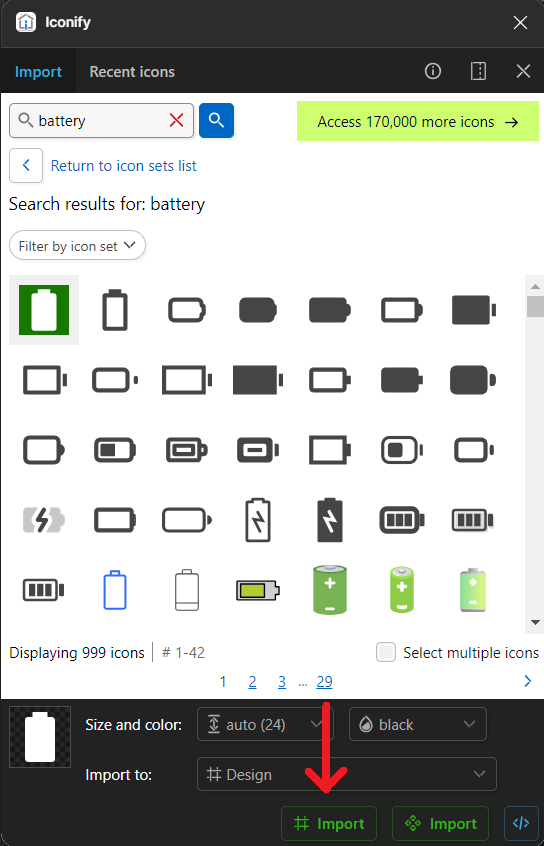 Iconify
Import Recent icons
battery
Access 170,000 more icons →
Return to icon sets list
Search results for: battery
Filter by icon set
Displaying 999 icons | # 1-42
Select multiple icons
1 2 3 ... 29
Size and color: auto (24) black
Import to: Design
Import Import </>